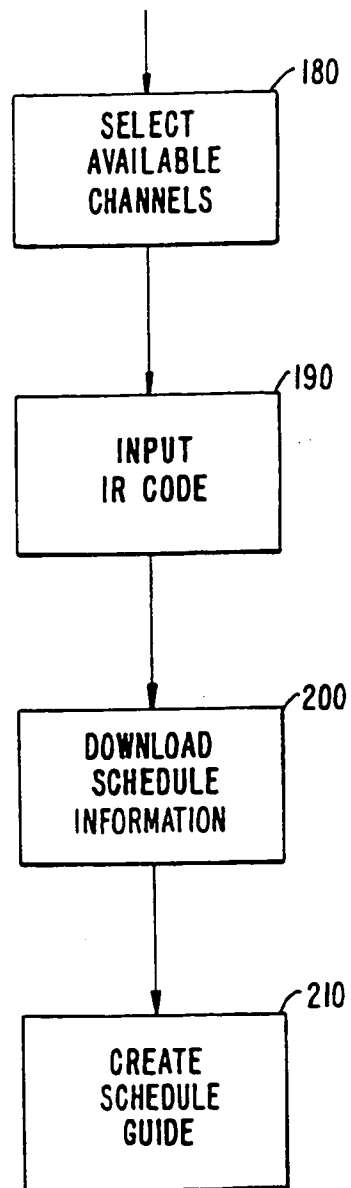 180
SELECT
AVAILABLE
CHANNELS
190
INPUT
IR CODE
200
DOWNLOAD
SCHEDULE
INFORMATION
210
CREATE
SCHEDULE
GUIDE